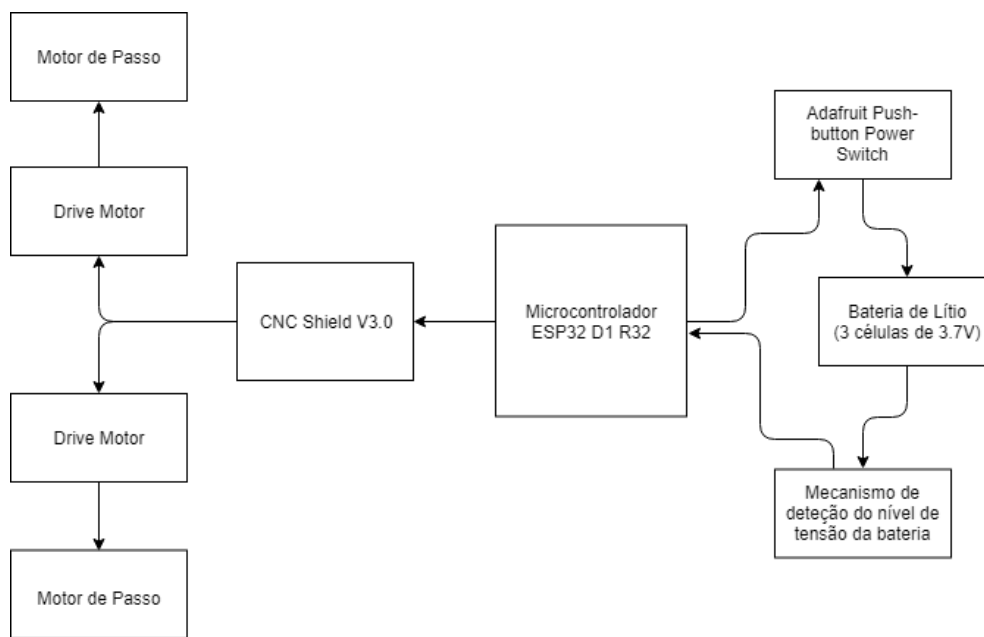 Motor de Passo
Drive Motor
Adafruit Push-
button Power
Switch
CNC Shield V3.0
Microcontrolador
ESP32 D1 R32
Bateria de Lítio
(3 células de 3.7V)
Drive Motor
Mecanismo de
deteção do nível de
tensão da bateria
Motor de Passo